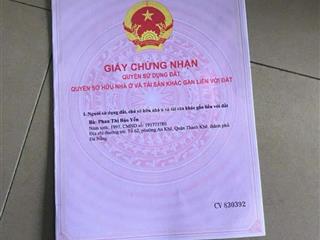 GIẤY CHỨNG NHẬN
QUYỀN SỬ DỤNG ĐẤT
QUYỀN SỞ HỮU NHÀ Ở VÀ TÀI SẢN KHÁC GẮN LIỀN VỚI ĐẤT
I. Người sử dụng đất, chủ sở hữu nhà ở và tài sản khác gắn liền với đất
Bà: Phan Thị Bảo Yến
Năm sinh: 1997, CMND số:
Địa chỉ thường trú: Tổ 62, phường An Khê, Quận Thanh Khê, thành phố
Đà Nẵng
CV 830392